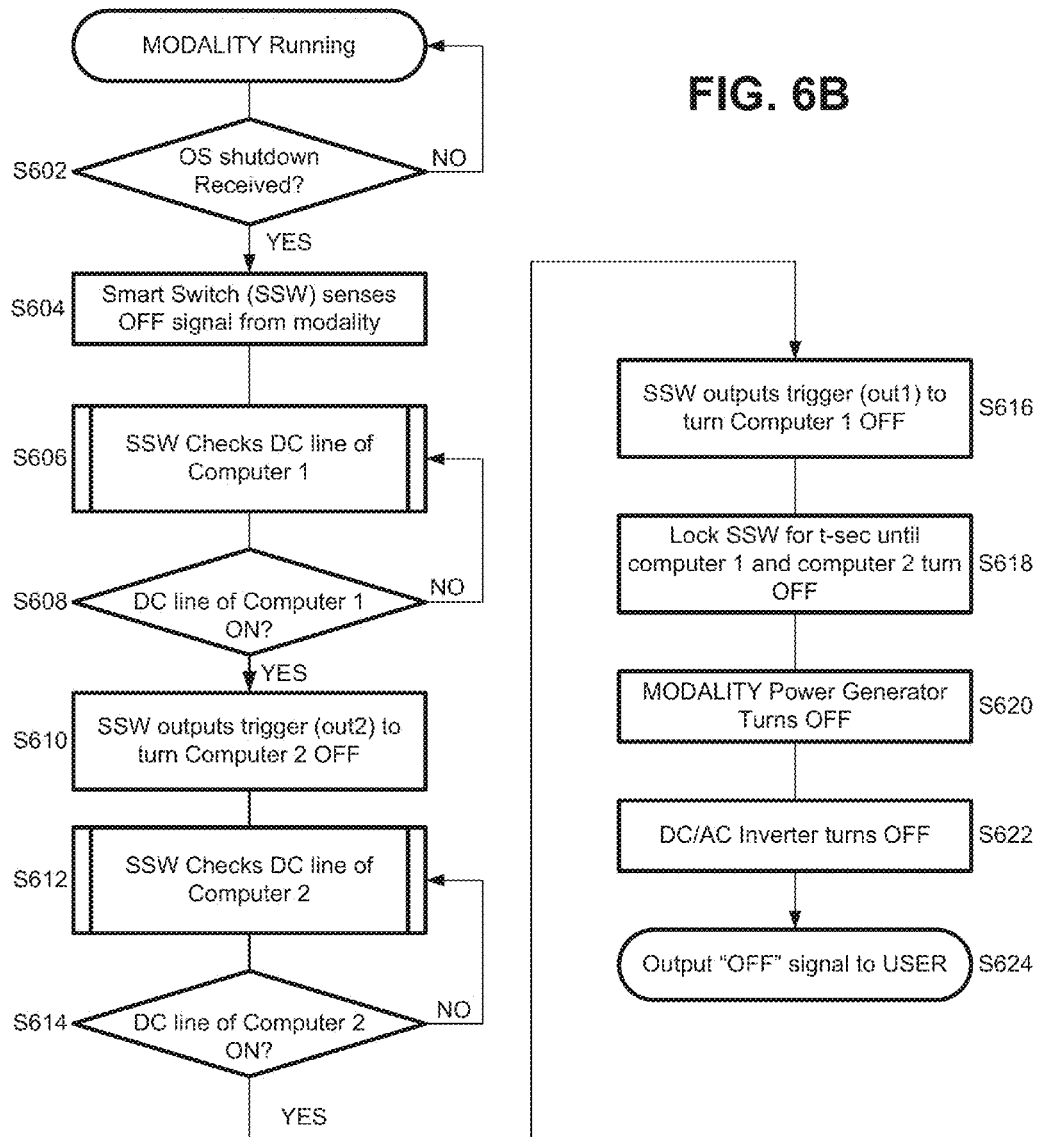 FIG. 6B
MODALITY Running
S602
OS shutdown
Received?
NO
YES
S604
Smart Switch (SSW) senses
OFF signal from modality
S606
SSW Checks DC line of
Computer 1
S608
DC line of Computer 1
ON?
NO
YES
S610
SSW outputs trigger (out2) to
turn Computer 2 OFF
S612
SSW Checks DC line of
Computer 2
S614
DC line of Computer 2
ON?
NO
YES
SSW outputs trigger (out1) to
turn Computer 1 OFF
S616
Lock SSW for t-sec until
computer 1 and computer 2 turn
OFF
S618
MODALITY Power Generator
Turns OFF
S620
DC/AC Inverter turns OFF
S622
Output “OFF” signal to USER
S624